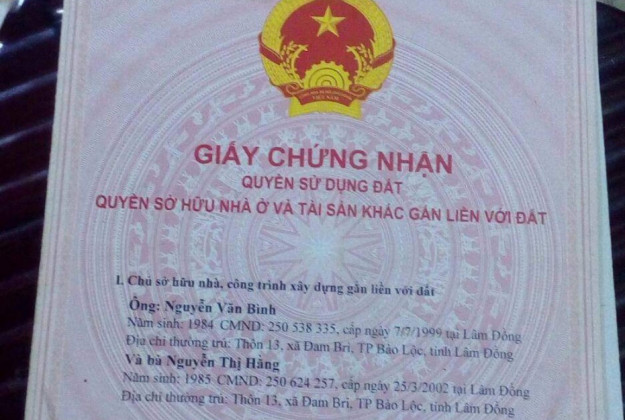 GIẤY CHỨNG NHẬN
QUYỀN SỬ DỤNG ĐẤT
QUYỀN SỞ HỮU NHÀ Ở VÀ TÀI SẢN KHÁC GẮN LIỀN VỚI ĐẤT
I. Chủ sở hữu nhà, công trình xây dựng gắn liền với đất
Ông: Nguyễn Văn Bình
Năm sinh: 1984 CMND: 250 538 335, cấp ngày 7/7/1999 tại Lâm Đồng
Địa chỉ thường trú: Thôn 13, xã Đam Bri, TP Bảo Lộc, tỉnh Lâm Đồng
Và bà Nguyễn Thị Hằng
Năm sinh: 1985 CMND: 250 624 257, cấp ngày 25/3/2002 tại Lâm Đồng
Địa chỉ thường trú: Thôn 13, xã Đam Bri, TP Bảo Lộc, tỉnh Lâm Đồng